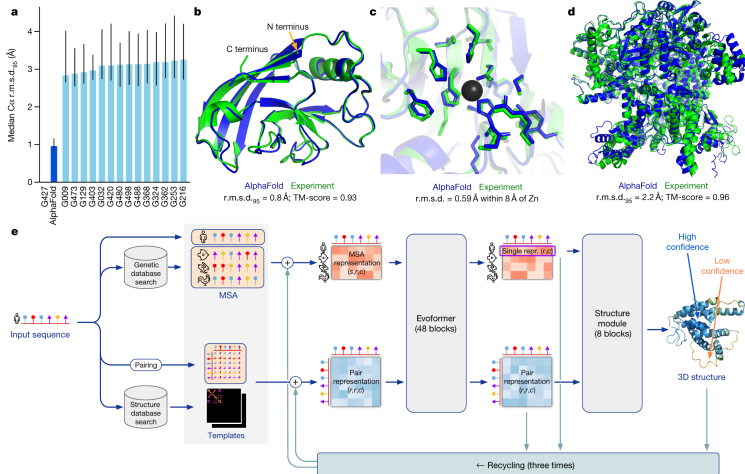 a
Median Cα r.m.s.d.₉₅ (Å)
4
3
2
1
0
G427
AlphaFold
G009
G473
G129
G403
G032
G420
G480
G498
G488
G368
G324
G362
G253
G216
b
N terminus
C terminus
AlphaFold Experiment
r.m.s.d.₉₅ = 0.8 Å; TM-score = 0.93
c
AlphaFold Experiment
r.m.s.d. = 0.59 Å within 8 Å of Zn
d
AlphaFold Experiment
r.m.s.d.₉₅ = 2.2 Å; TM-score = 0.96
e
Input sequence
Genetic
database
search
MSA
Pairing
Structure
database
search
Templates
MSA
representation
(s,r,c)
Pair
representation
(r,r,c)
Evoformer
(48 blocks)
Single repr. (r,c)
Pair
representation
(r,r,c)
Structure
module
(8 blocks)
High
confidence
Low
confidence
3D structure
← Recycling (three times)